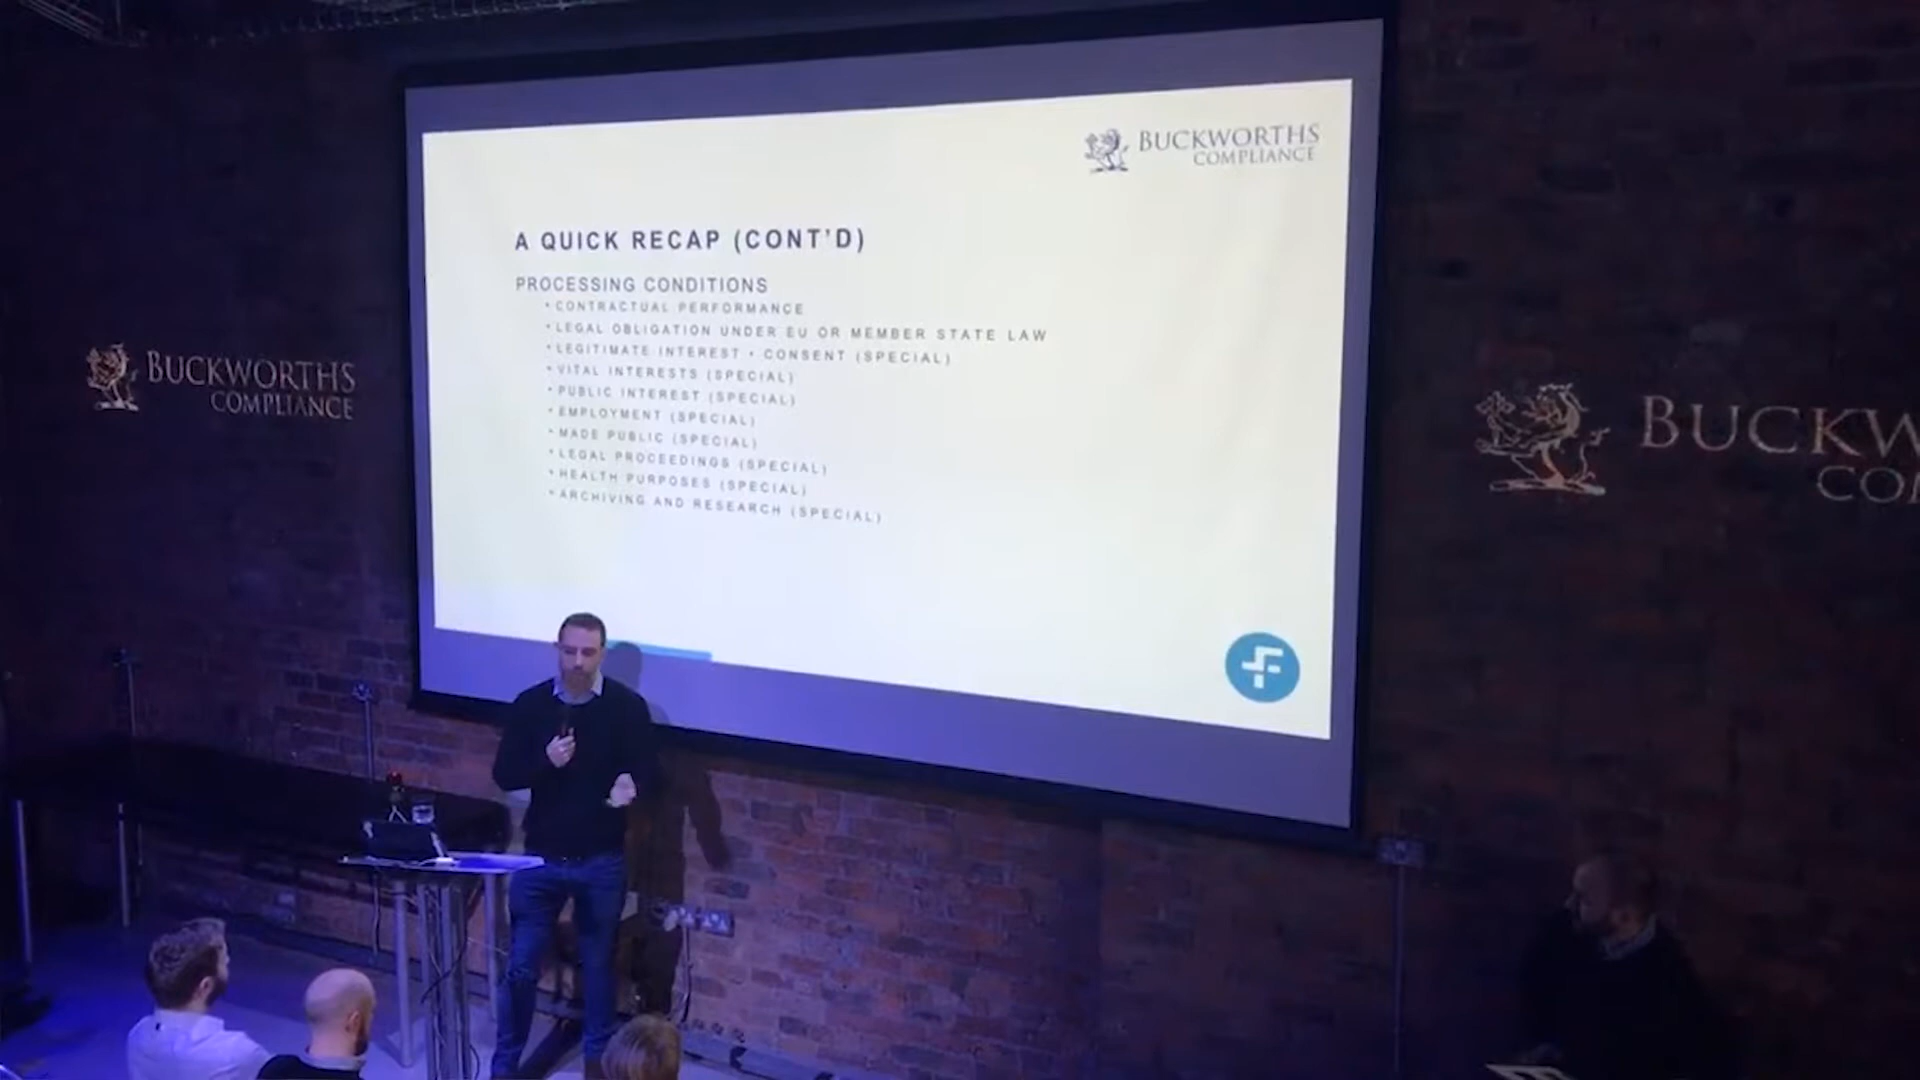 BUCKWORTHS
COMPLIANCE
A QUICK RECAP (CONT'D)
PROCESSING CONDITIONS
• CONTRACTUAL PERFORMANCE
• LEGAL OBLIGATION UNDER EU OR MEMBER STATE LAW
• LEGITIMATE INTEREST • CONSENT (SPECIAL)
• VITAL INTERESTS (SPECIAL)
• PUBLIC INTEREST (SPECIAL)
• EMPLOYMENT (SPECIAL)
• MADE PUBLIC (SPECIAL)
• LEGAL PROCEEDINGS (SPECIAL)
• HEALTH PURPOSES (SPECIAL)
• ARCHIVING AND RESEARCH (SPECIAL)
BUCKWORTHS
COMPLIANCE
BUCKW
CO